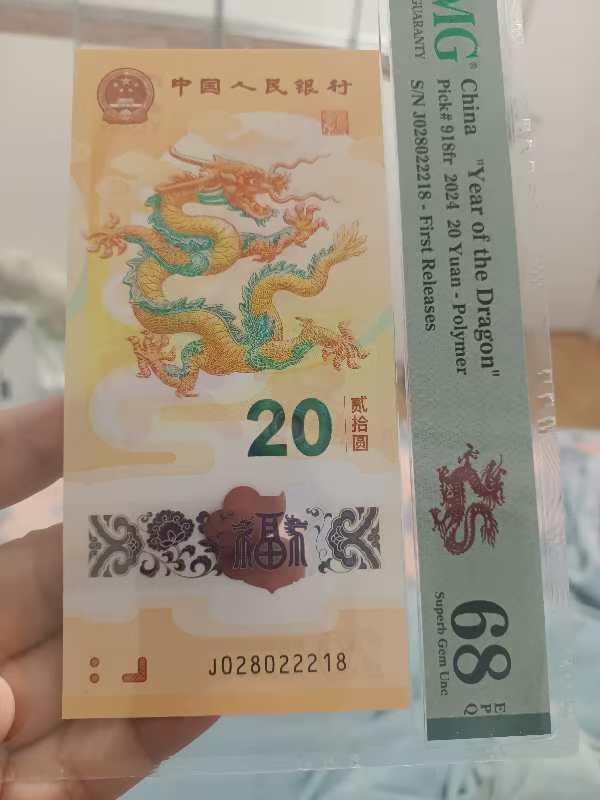 中国人民银行
20
贰拾圆
福
J028022218
MG
GUARANTY
China "Year of the Dragon"
Pick# 918fr 2024 20 Yuan - Polymer
S/N J028022218 - First Releases
68
EPQ
Superb Gem Unc